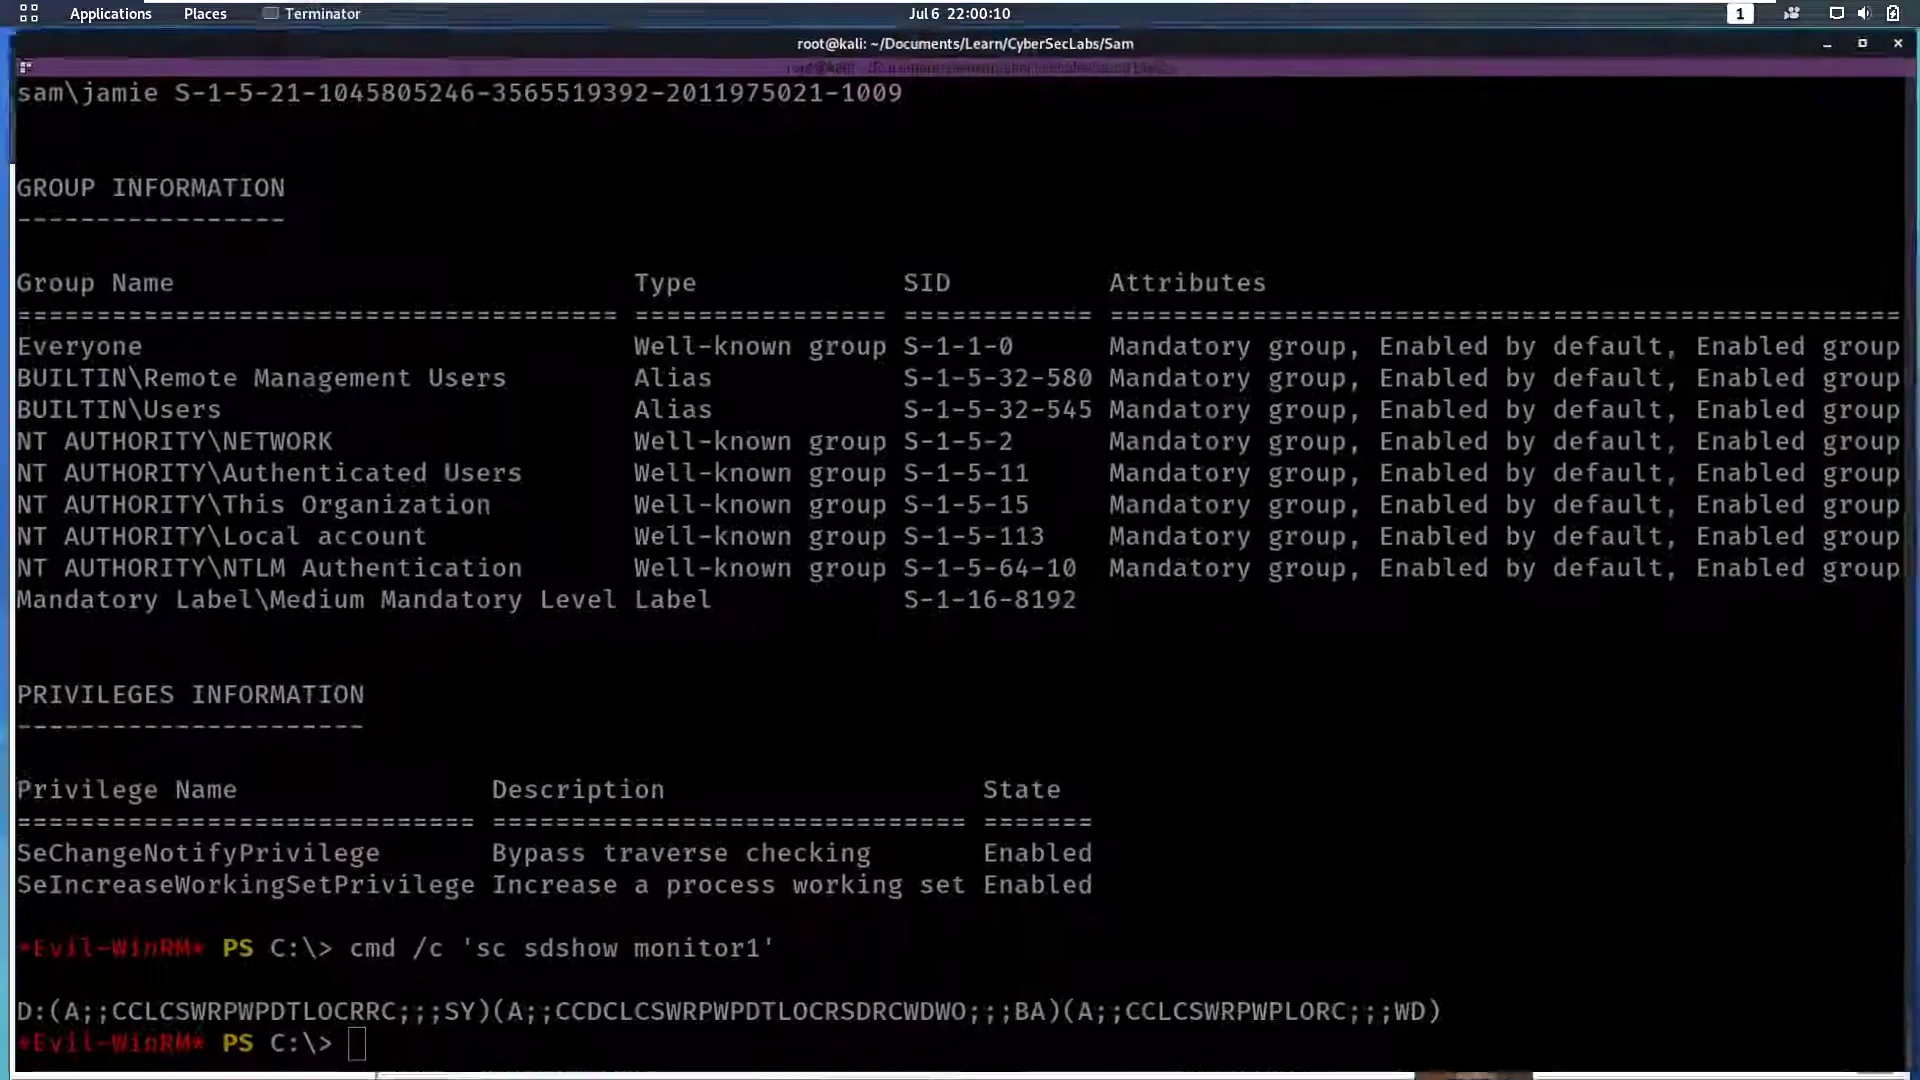 Applications Places Terminator Jul 6 22:00:10 1
root@kali: ~/Documents/Learn/CyberSecLabs/Sam
sam\jamie S-1-5-21-1045805246-3565519392-2011975021-1009
GROUP INFORMATION
-----------------
Group Name Type SID Attributes
====================================== ================ ============ ==================================================
Everyone Well-known group S-1-1-0 Mandatory group, Enabled by default, Enabled group
BUILTIN\Remote Management Users Alias S-1-5-32-580 Mandatory group, Enabled by default, Enabled group
BUILTIN\Users Alias S-1-5-32-545 Mandatory group, Enabled by default, Enabled group
NT AUTHORITY\NETWORK Well-known group S-1-5-2 Mandatory group, Enabled by default, Enabled group
NT AUTHORITY\Authenticated Users Well-known group S-1-5-11 Mandatory group, Enabled by default, Enabled group
NT AUTHORITY\This Organization Well-known group S-1-5-15 Mandatory group, Enabled by default, Enabled group
NT AUTHORITY\Local account Well-known group S-1-5-113 Mandatory group, Enabled by default, Enabled group
NT AUTHORITY\NTLM Authentication Well-known group S-1-5-64-10 Mandatory group, Enabled by default, Enabled group
Mandatory Label\Medium Mandatory Level Label S-1-16-8192
PRIVILEGES INFORMATION
----------------------
Privilege Name Description State
============================= ============================== =======
SeChangeNotifyPrivilege Bypass traverse checking Enabled
SeIncreaseWorkingSetPrivilege Increase a process working set Enabled
*Evil-WinRM* PS C:\> cmd /c 'sc sdshow monitor1'
D:(A;;CCLCSWRPWPDTLOCRRC;;;SY)(A;;CCDCLCSWRPWPDTLOCRSDRCWDWO;;;BA)(A;;CCLCSWRPWPLORC;;;WD)
*Evil-WinRM* PS C:\>